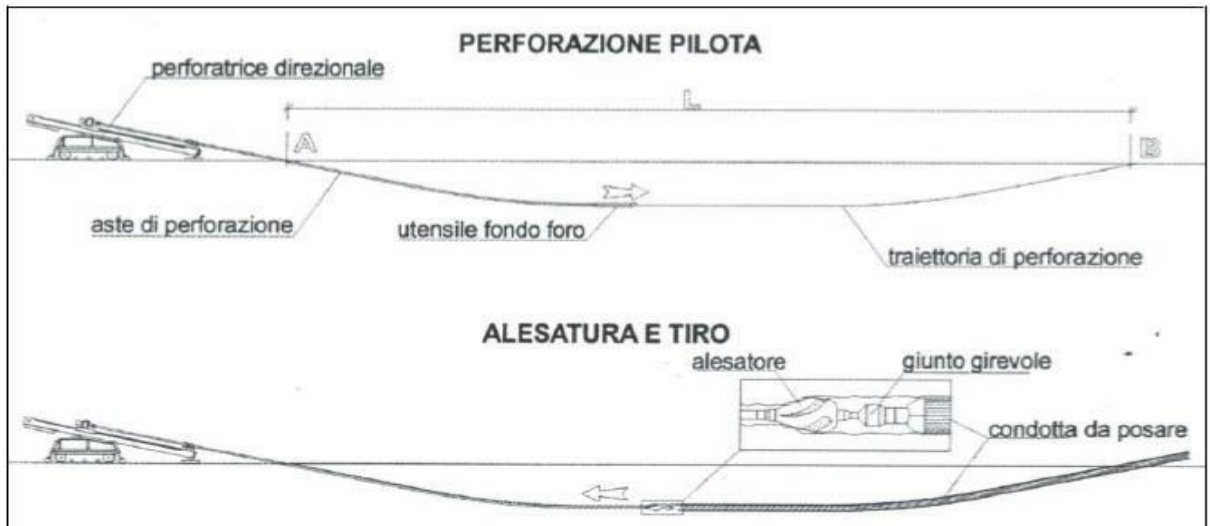 PERFORAZIONE PILOTA
perforatrice direzionale
L
A
B
aste di perforazione
utensile fondo foro
traiettoria di perforazione
ALESATURA E TIRO
alesatore
giunto girevole
condotta da posare